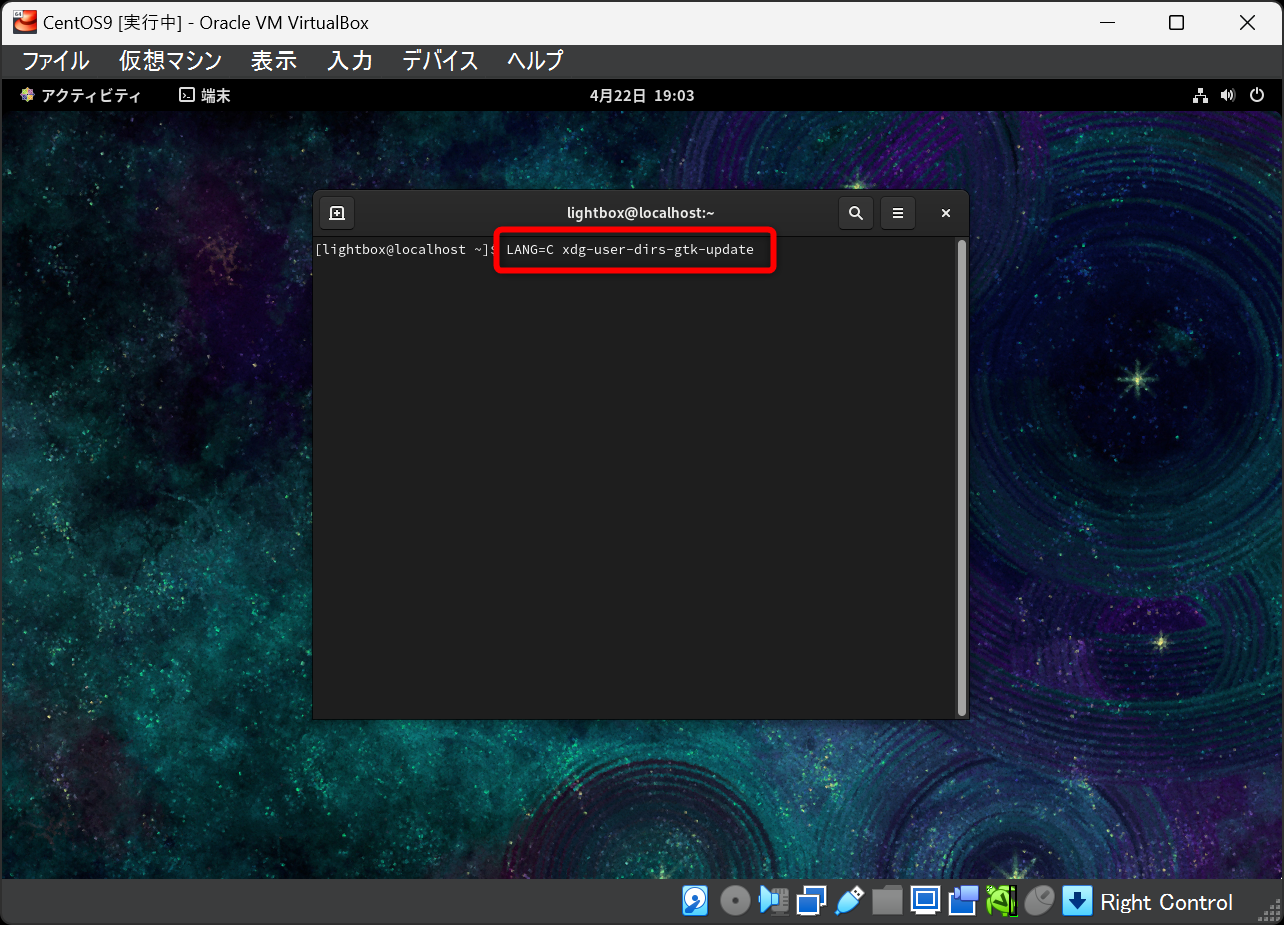 CentOS9 [実行中] - Oracle VM VirtualBox
ファイル 仮想マシン 表示 入力 デバイス ヘルプ
アクティビティ 端末 4月22日 19:03
lightbox@localhost:~
[lightbox@localhost ~]$ LANG=C xdg-user-dirs-gtk-update
Right Control